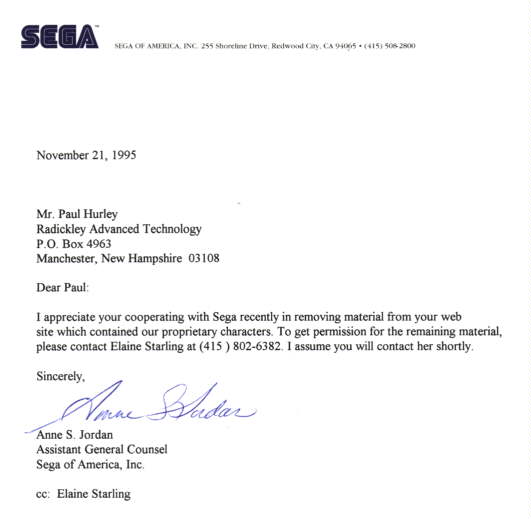 SEGA™
SEGA OF AMERICA, INC. 255 Shoreline Drive, Redwood City, CA 94065 • (415) 508-2800
November 21, 1995
Mr. Paul Hurley
Radickley Advanced Technology
P.O. Box 4963
Manchester, New Hampshire 03108
Dear Paul:
I appreciate your cooperating with Sega recently in removing material from your web
site which contained our proprietary characters. To get permission for the remaining material,
please contact Elaine Starling at (415 ) 802-6382. I assume you will contact her shortly.
Sincerely,
Anne S Jordan
Anne S. Jordan
Assistant General Counsel
Sega of America, Inc.
cc: Elaine Starling